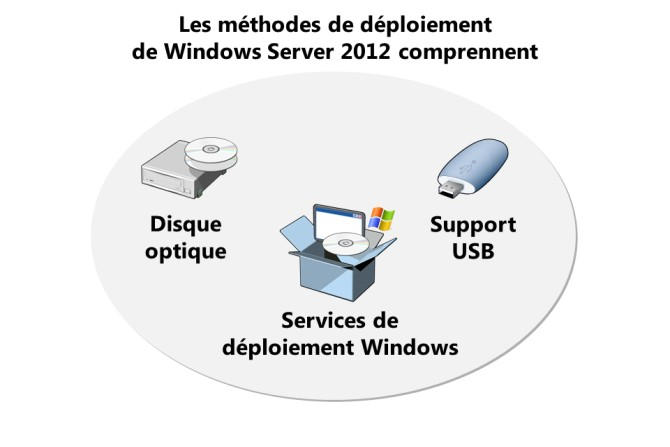 Les méthodes de déploiement
de Windows Server 2012 comprennent
Disque
optique
Support
USB
Services de
déploiement Windows